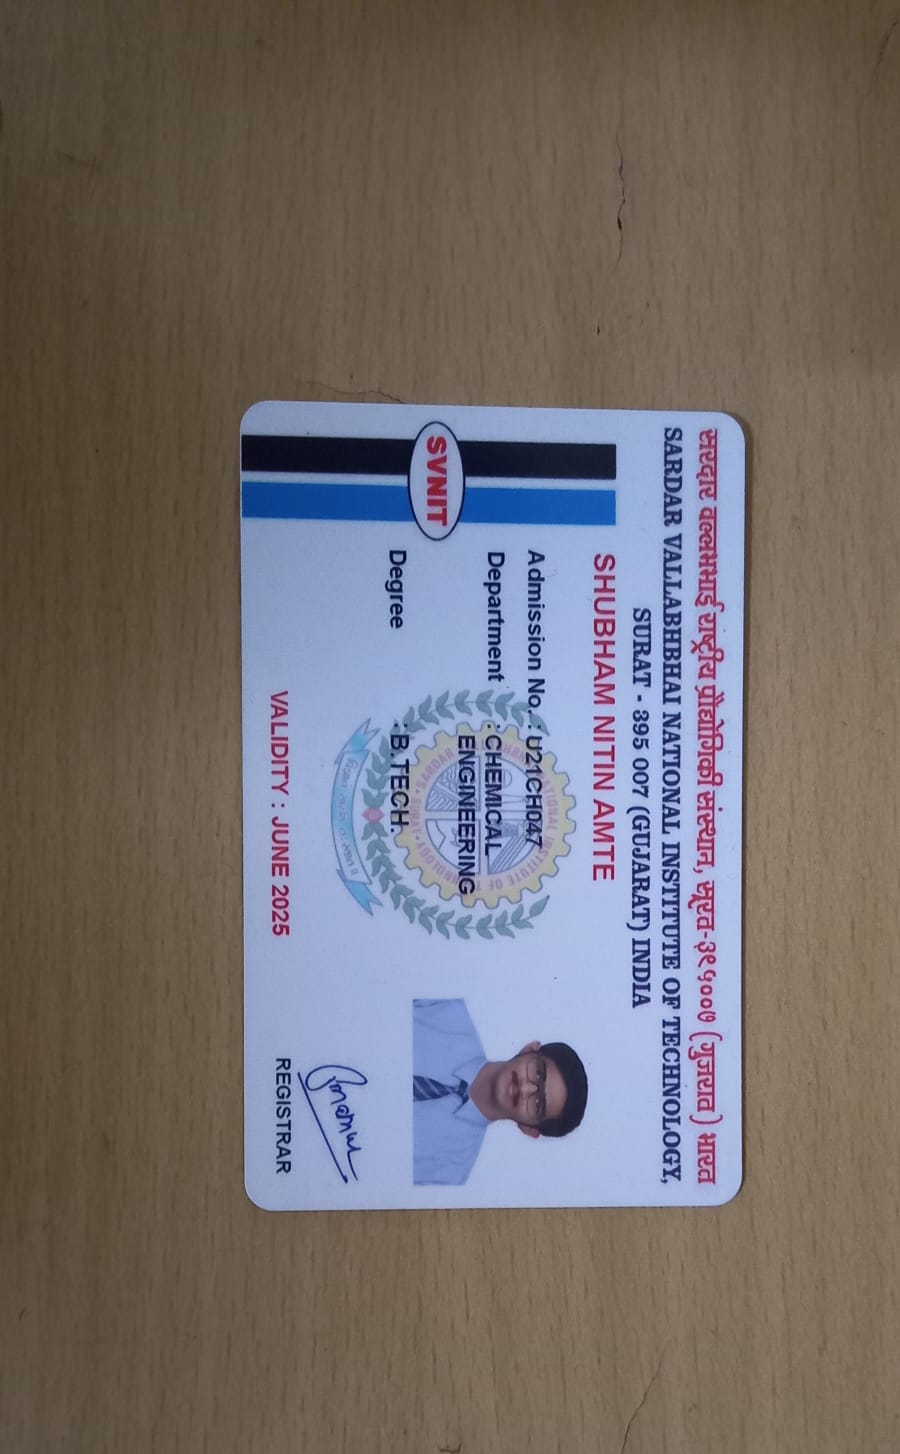 सरदार वल्लभभाई राष्ट्रीय प्रौद्योगिकी संस्थान, सूरत-३९५००७ (गुजरात) भारत
SARDAR VALLABHBHAI NATIONAL INSTITUTE OF TECHNOLOGY,
SURAT - 395 007 (GUJARAT) INDIA
SHUBHAM NITIN AMTE
Admission No. : U21CH047
Department : CHEMICAL
ENGINEERING
SVNIT
Degree : B. TECH.
VALIDITY : JUNE 2025
REGISTRAR